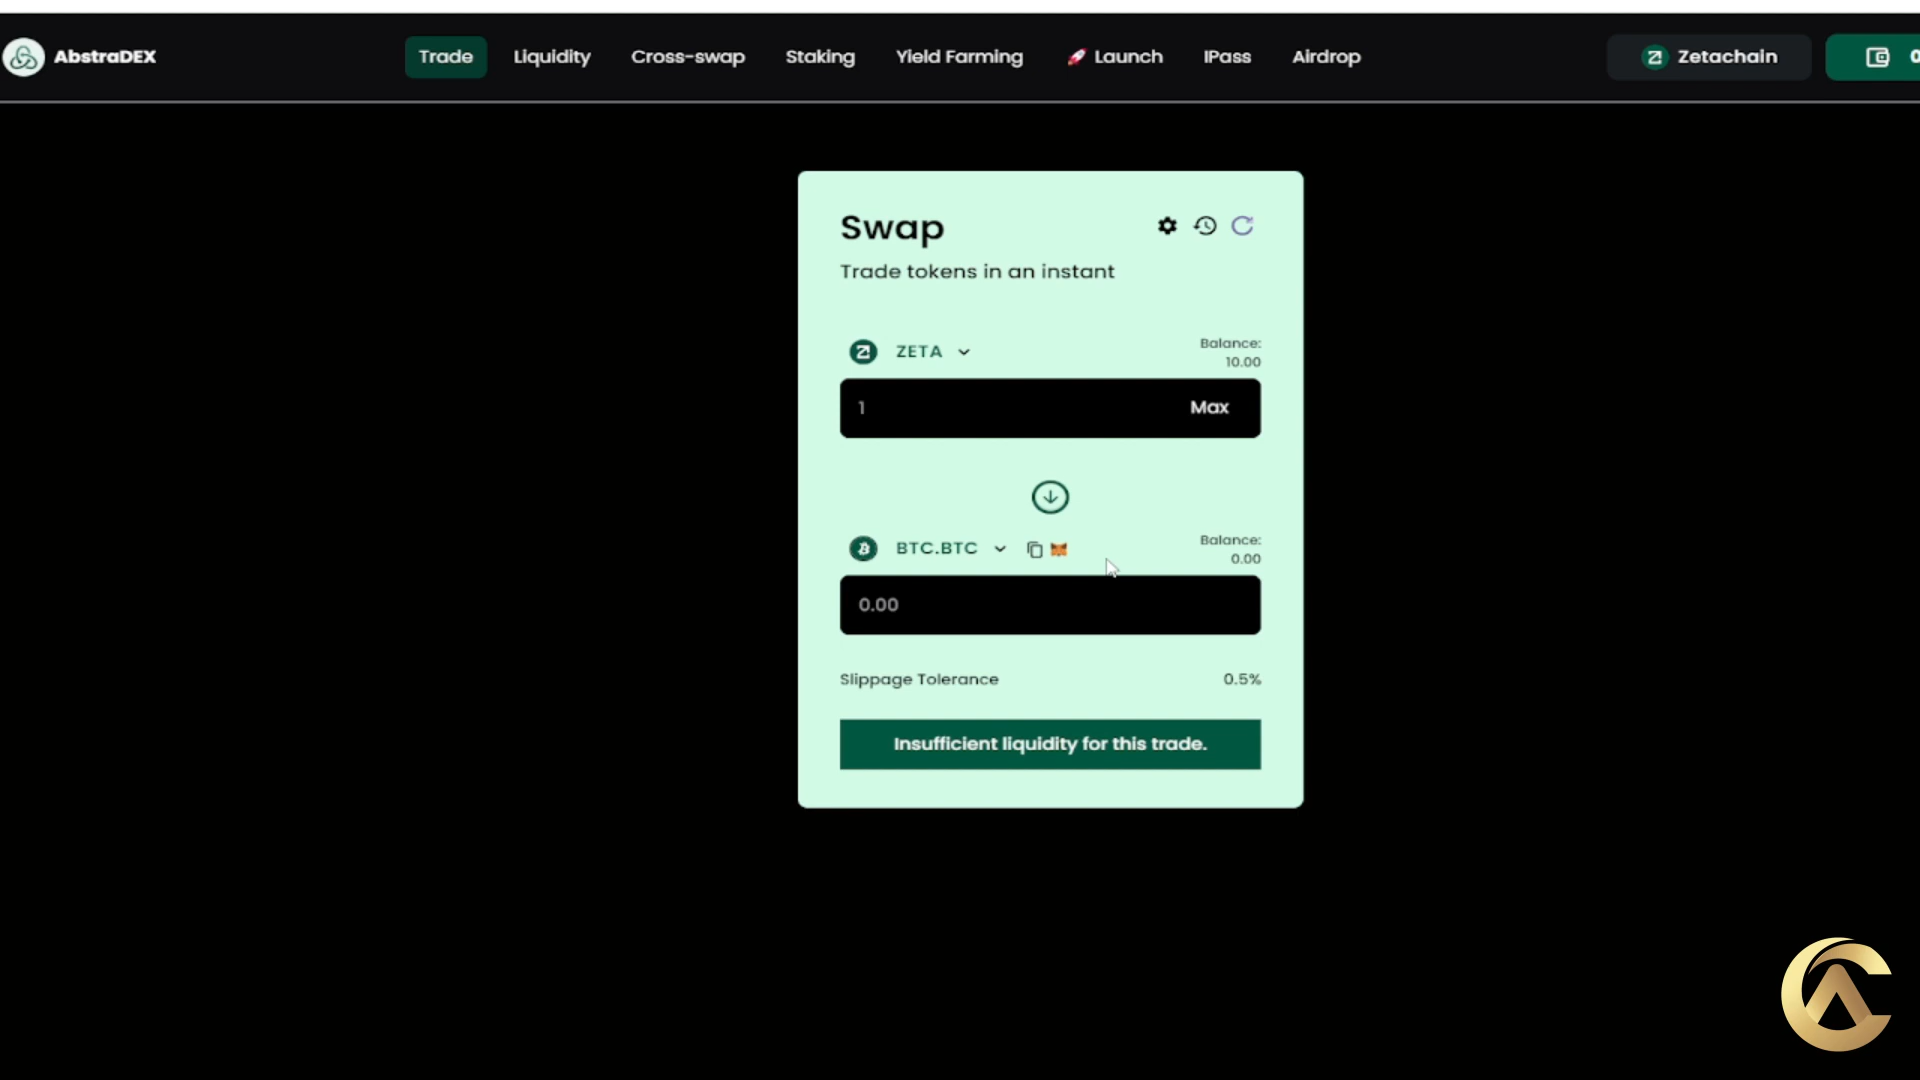 AbstraDEX
Trade
Liquidity
Cross-swap
Staking
Yield Farming
Launch
IPass
Airdrop
Zetachain
0
Swap
Trade tokens in an instant
ZETA
Balance:
10.00
1
Max
BTC.BTC
Balance:
0.00
0.00
Slippage Tolerance
0.5%
Insufficient liquidity for this trade.